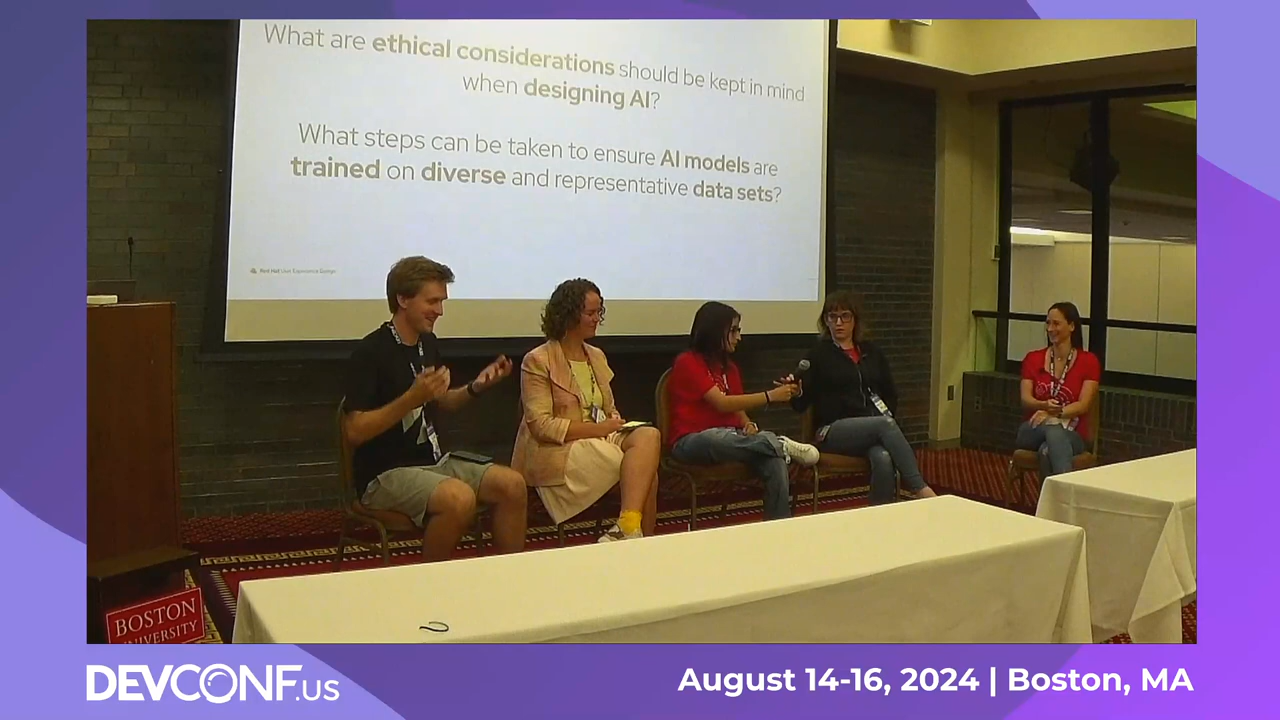 What are ethical considerations should be kept in mind
when designing AI?
What steps can be taken to ensure AI models are
trained on diverse and representative data sets?
Red Hat User Experience Design
BOSTON
UNIVERSITY
DEVCONF.us
August 14-16, 2024 | Boston, MA